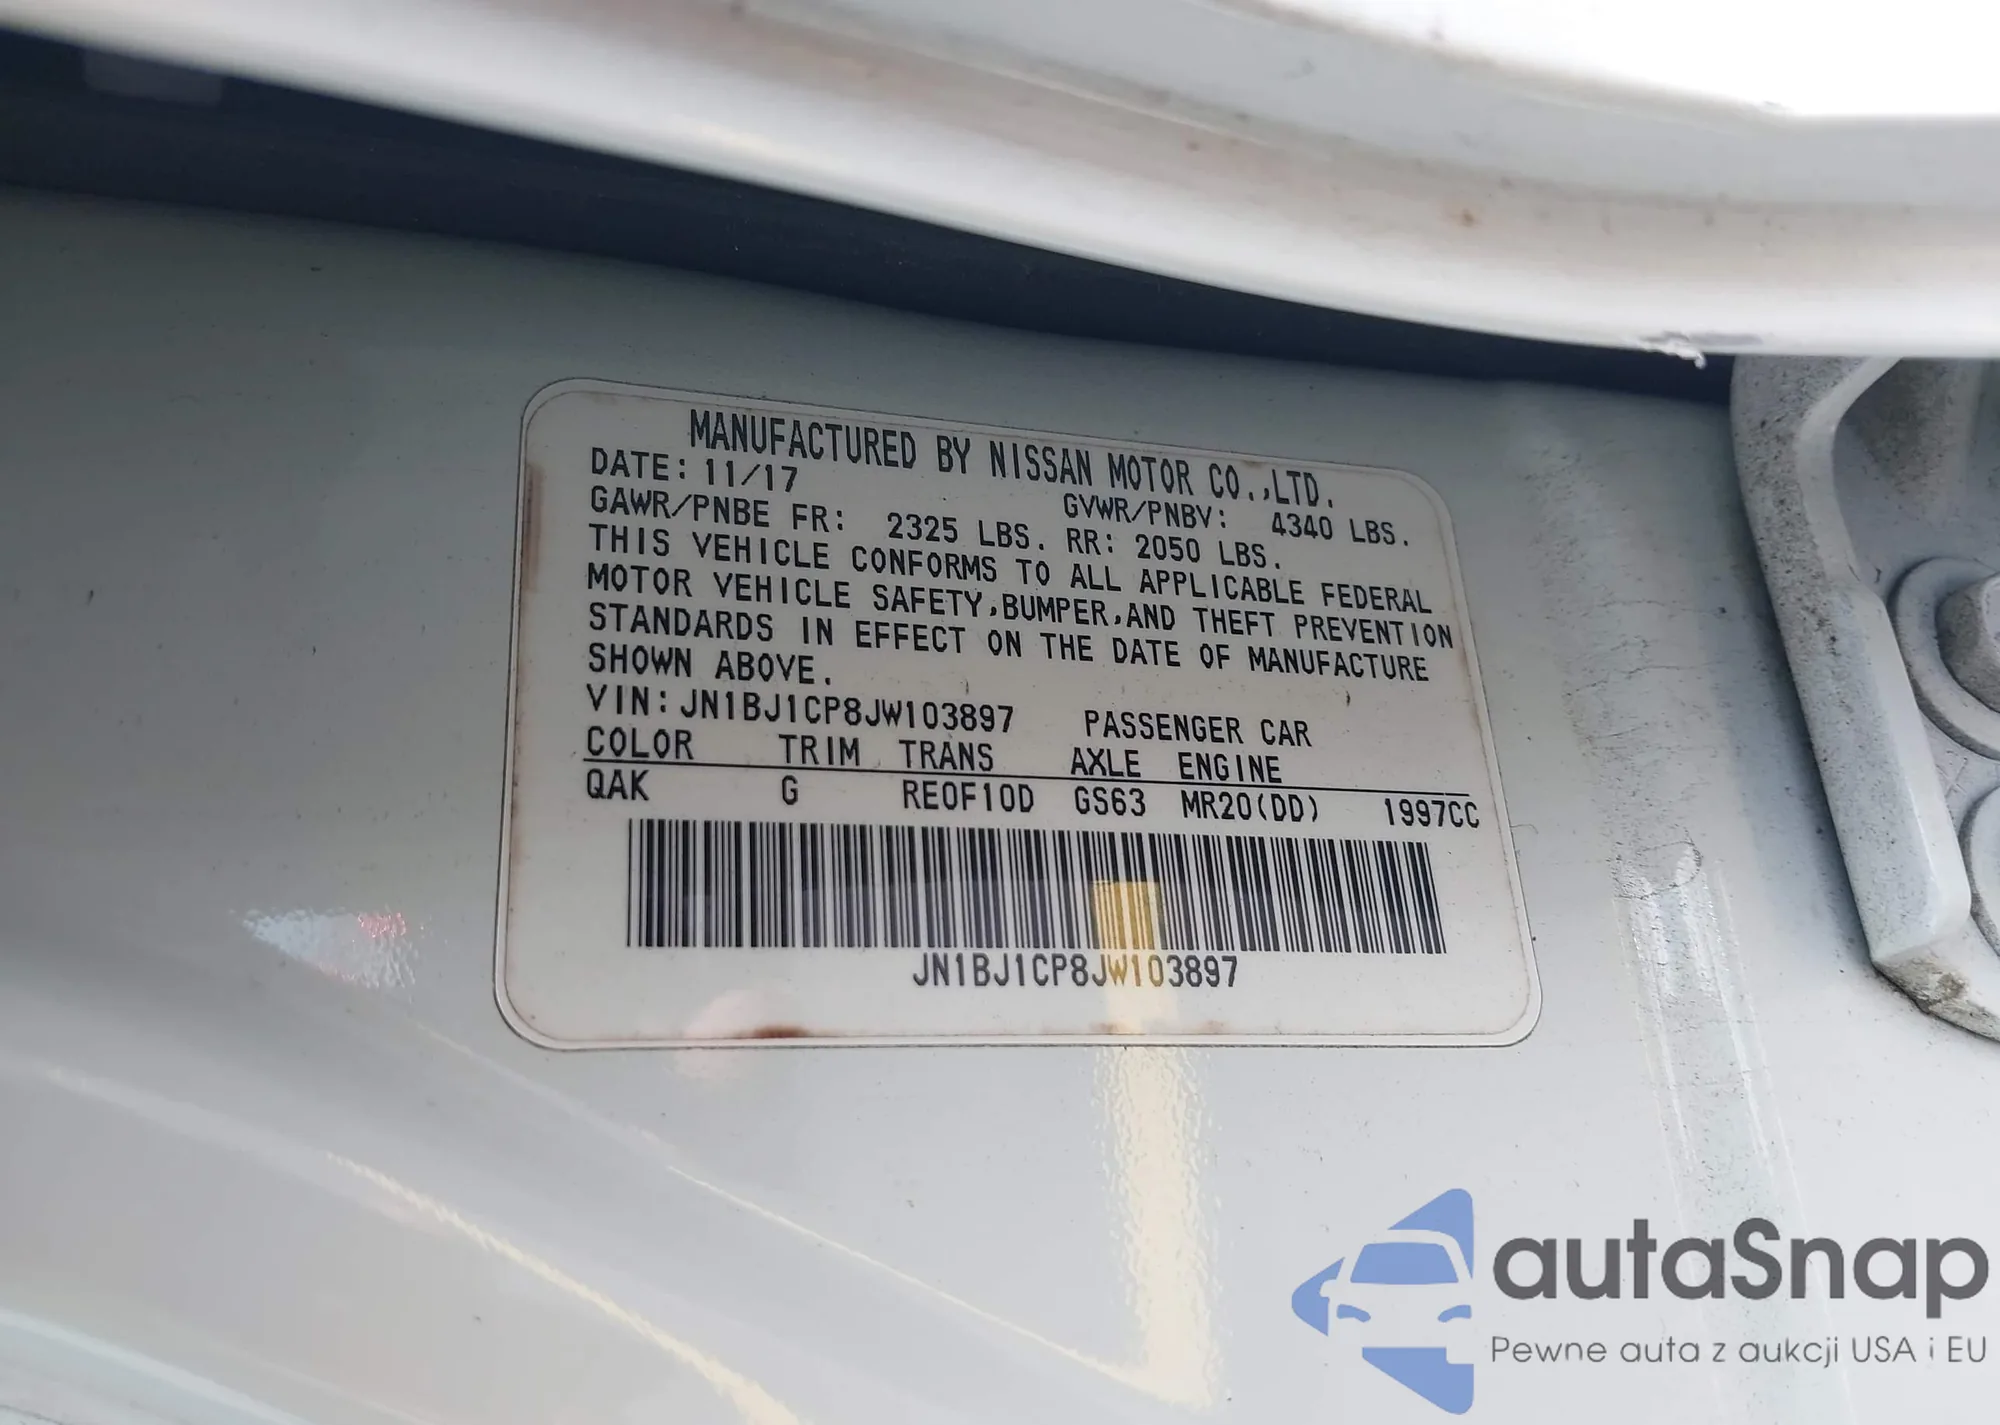 MANUFACTURED BY NISSAN MOTOR CO.,LTD.
DATE: 11/17 GVWR/PNBV: 4340 LBS.
GAWR/PNBE FR: 2325 LBS. RR: 2050 LBS.
THIS VEHICLE CONFORMS TO ALL APPLICABLE FEDERAL
MOTOR VEHICLE SAFETY,BUMPER,AND THEFT PREVENTION
STANDARDS IN EFFECT ON THE DATE OF MANUFACTURE
SHOWN ABOVE.
VIN: JN1BJ1CP8JW103897 PASSENGER CAR
COLOR TRIM TRANS AXLE ENGINE
QAK G RE0F10D GS63 MR20(DD) 1997CC
JN1BJ1CP8JW103897
autaSnap
Pewne auta z aukcji USA i EU